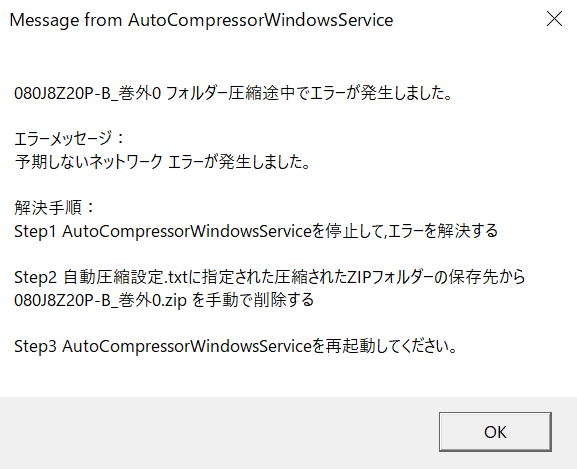 Message from AutoCompressorWindowsService
080J8Z20P-B_巻外0 フォルダー圧縮途中でエラーが発生しました。
エラーメッセージ：
予期しないネットワーク エラーが発生しました。
解決手順：
Step1 AutoCompressorWindowsServiceを停止して,エラーを解決する
Step2 自動圧縮設定.txtに指定された圧縮されたZIPフォルダーの保存先から
080J8Z20P-B_巻外0.zip を手動で削除する
Step3 AutoCompressorWindowsServiceを再起動してください。
OK